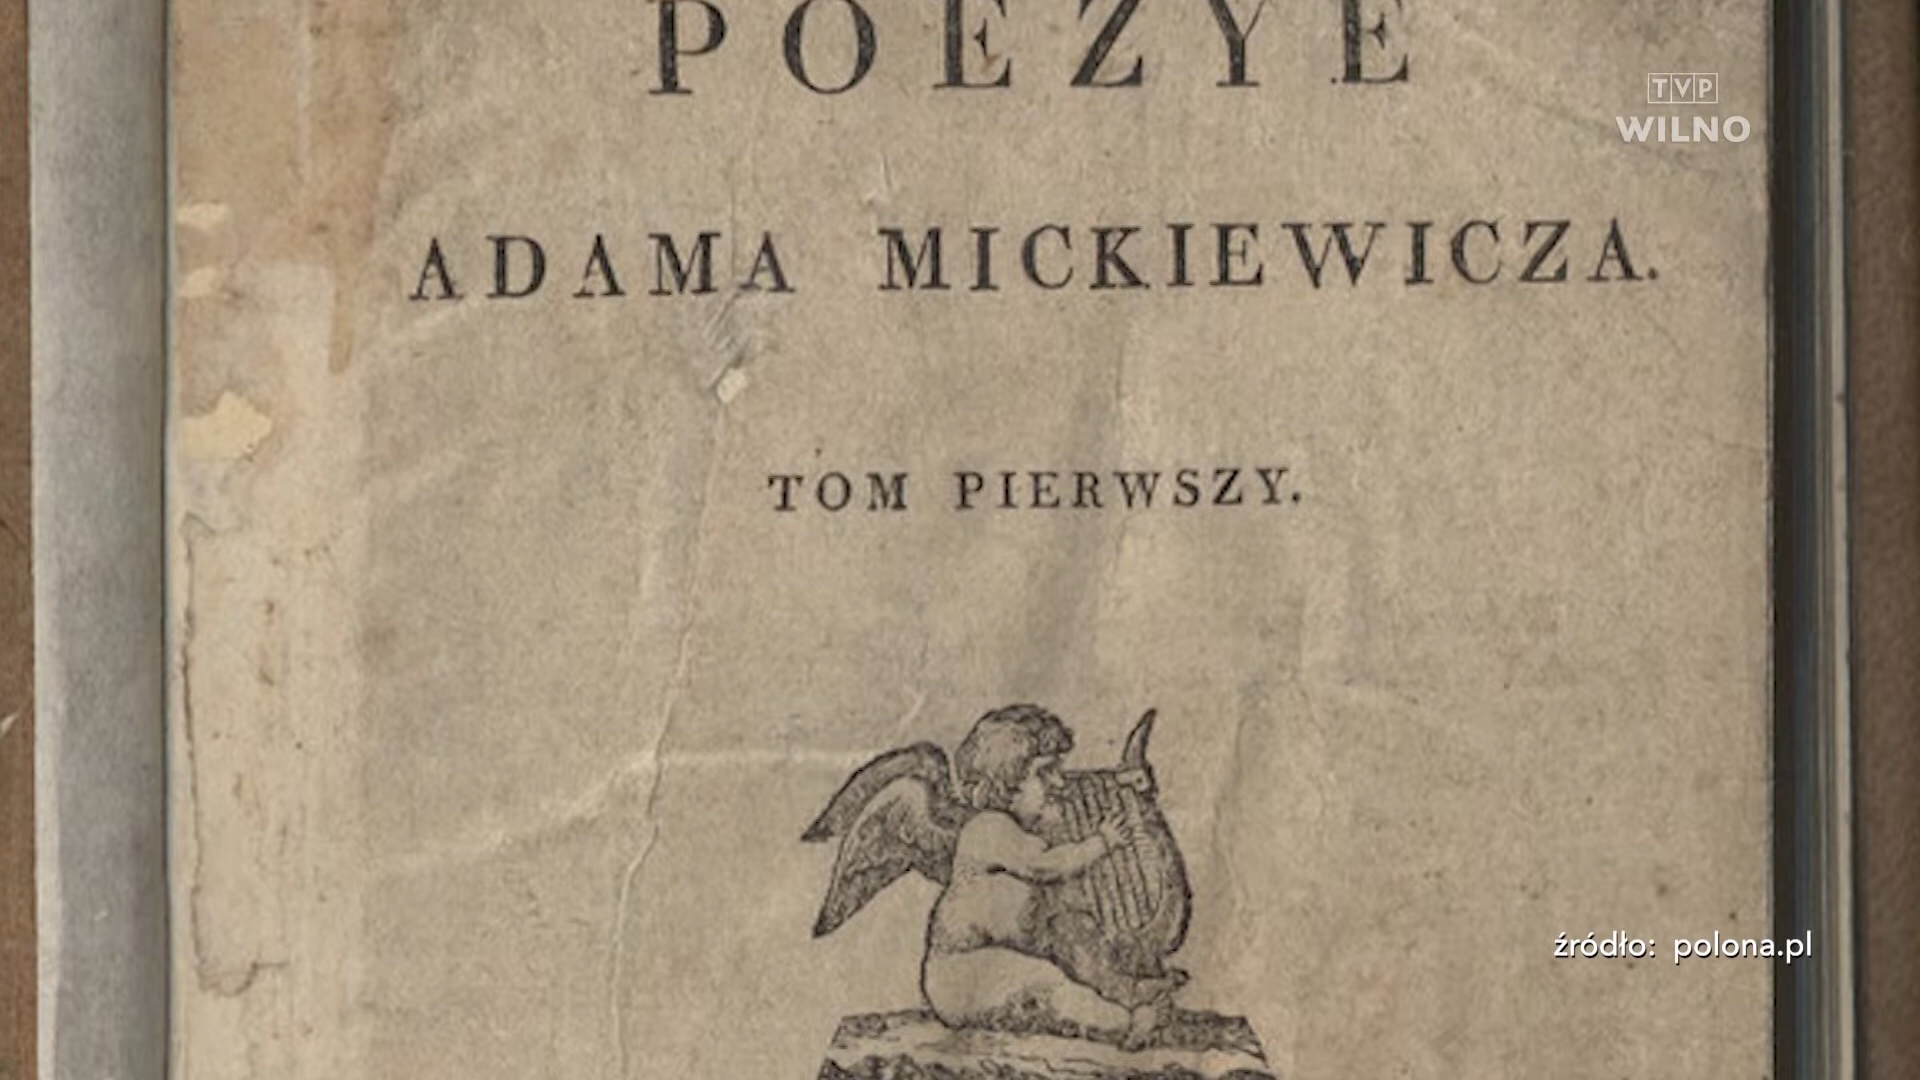 POEZYE
TVP
WILNO
ADAMA MICKIEWICZA.
TOM PIERWSZY.
źródło: polona.pl